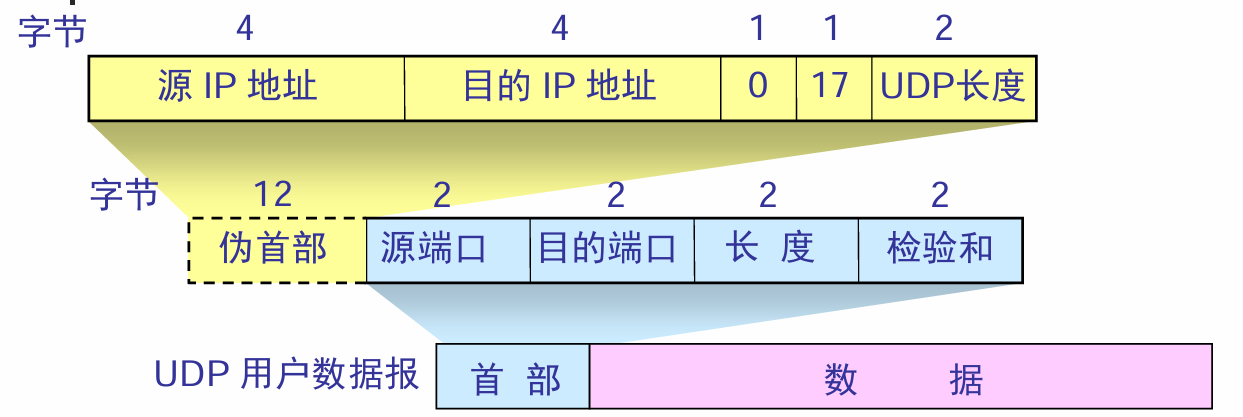 字节 4 4 1 1 2
源 IP 地址 目的 IP 地址 0 17 UDP长度
字节 12 2 2 2 2
伪首部 源端口 目的端口 长 度 检验和
UDP 用户数据报 首 部 数 据